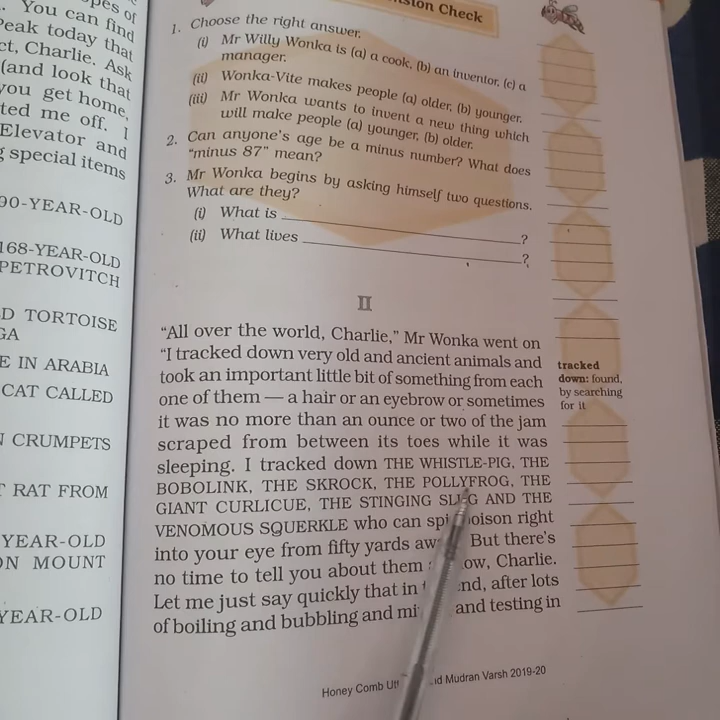 opes of
. You can find
Peak today that
ct, Charlie. Ask
(and look that
you get home,
ted me off. I
Elevator and
g special items
90-YEAR-OLD
168-YEAR-OLD
PETROVITCH
D TORTOISE
GA
E IN ARABIA
CAT CALLED
N CRUMPETS
T RAT FROM
YEAR-OLD
ON MOUNT
YEAR-OLD
Check
1. Choose the right answer.
(i) Mr Willy Wonka is (a) a cook, (b) an inventor, (c) a
manager.
(ii) Wonka-Vite makes people (a) older, (b) younger.
(iii) Mr Wonka wants to invent a new thing which
will make people (a) younger, (b) older.
2. Can anyone's age be a minus number? What does
“minus 87” mean?
3. Mr Wonka begins by asking himself two questions.
What are they?
(i) What is ?
(ii) What lives ?
II
“All over the world, Charlie,” Mr Wonka went on
“I tracked down very old and ancient animals and
took an important little bit of something from each
one of them — a hair or an eyebrow or sometimes
it was no more than an ounce or two of the jam
scraped from between its toes while it was
sleeping. I tracked down THE WHISTLE-PIG, THE
BOBOLINK, THE SKROCK, THE POLLYFROG, THE
GIANT CURLICUE, THE STINGING SLUG AND THE
VENOMOUS SQUERKLE who can spit poison right
into your eye from fifty yards But there's
no time to tell you about them Charlie.
Let me just say quickly that in after lots
of boiling and bubbling and and testing in
tracked
down: found,
by searching
for it
Honey Comb Mudran Varsh 2019-20